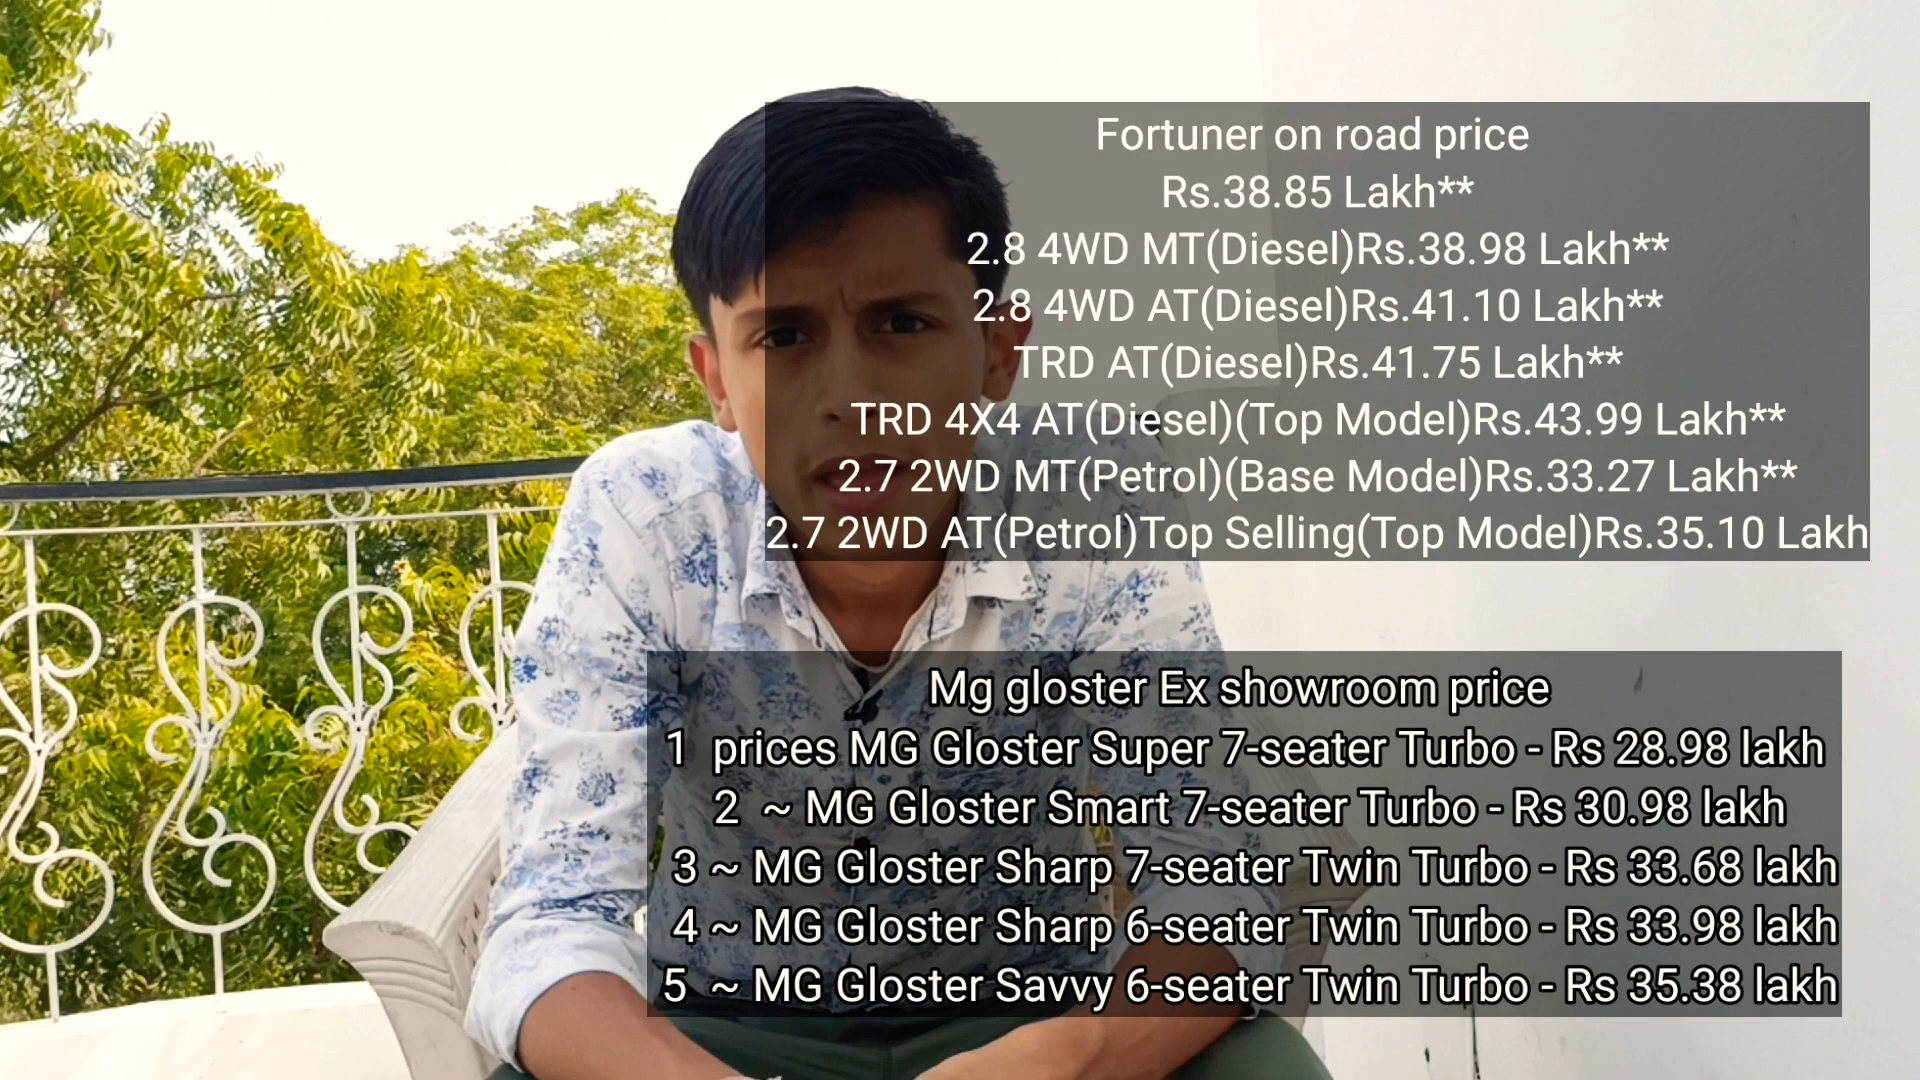 Fortuner on road price
Rs.38.85 Lakh**
2.8 4WD MT(Diesel)Rs.38.98 Lakh**
2.8 4WD AT(Diesel)Rs.41.10 Lakh**
TRD AT(Diesel)Rs.41.75 Lakh**
TRD 4X4 AT(Diesel)(Top Model)Rs.43.99 Lakh**
2.7 2WD MT(Petrol)(Base Model)Rs.33.27 Lakh**
2.7 2WD AT(Petrol)Top Selling(Top Model)Rs.35.10 Lakh
Mg gloster Ex showroom price
1 prices MG Gloster Super 7-seater Turbo - Rs 28.98 lakh
2 ~ MG Gloster Smart 7-seater Turbo - Rs 30.98 lakh
3 ~ MG Gloster Sharp 7-seater Twin Turbo - Rs 33.68 lakh
4 ~ MG Gloster Sharp 6-seater Twin Turbo - Rs 33.98 lakh
5 ~ MG Gloster Savvy 6-seater Twin Turbo - Rs 35.38 lakh